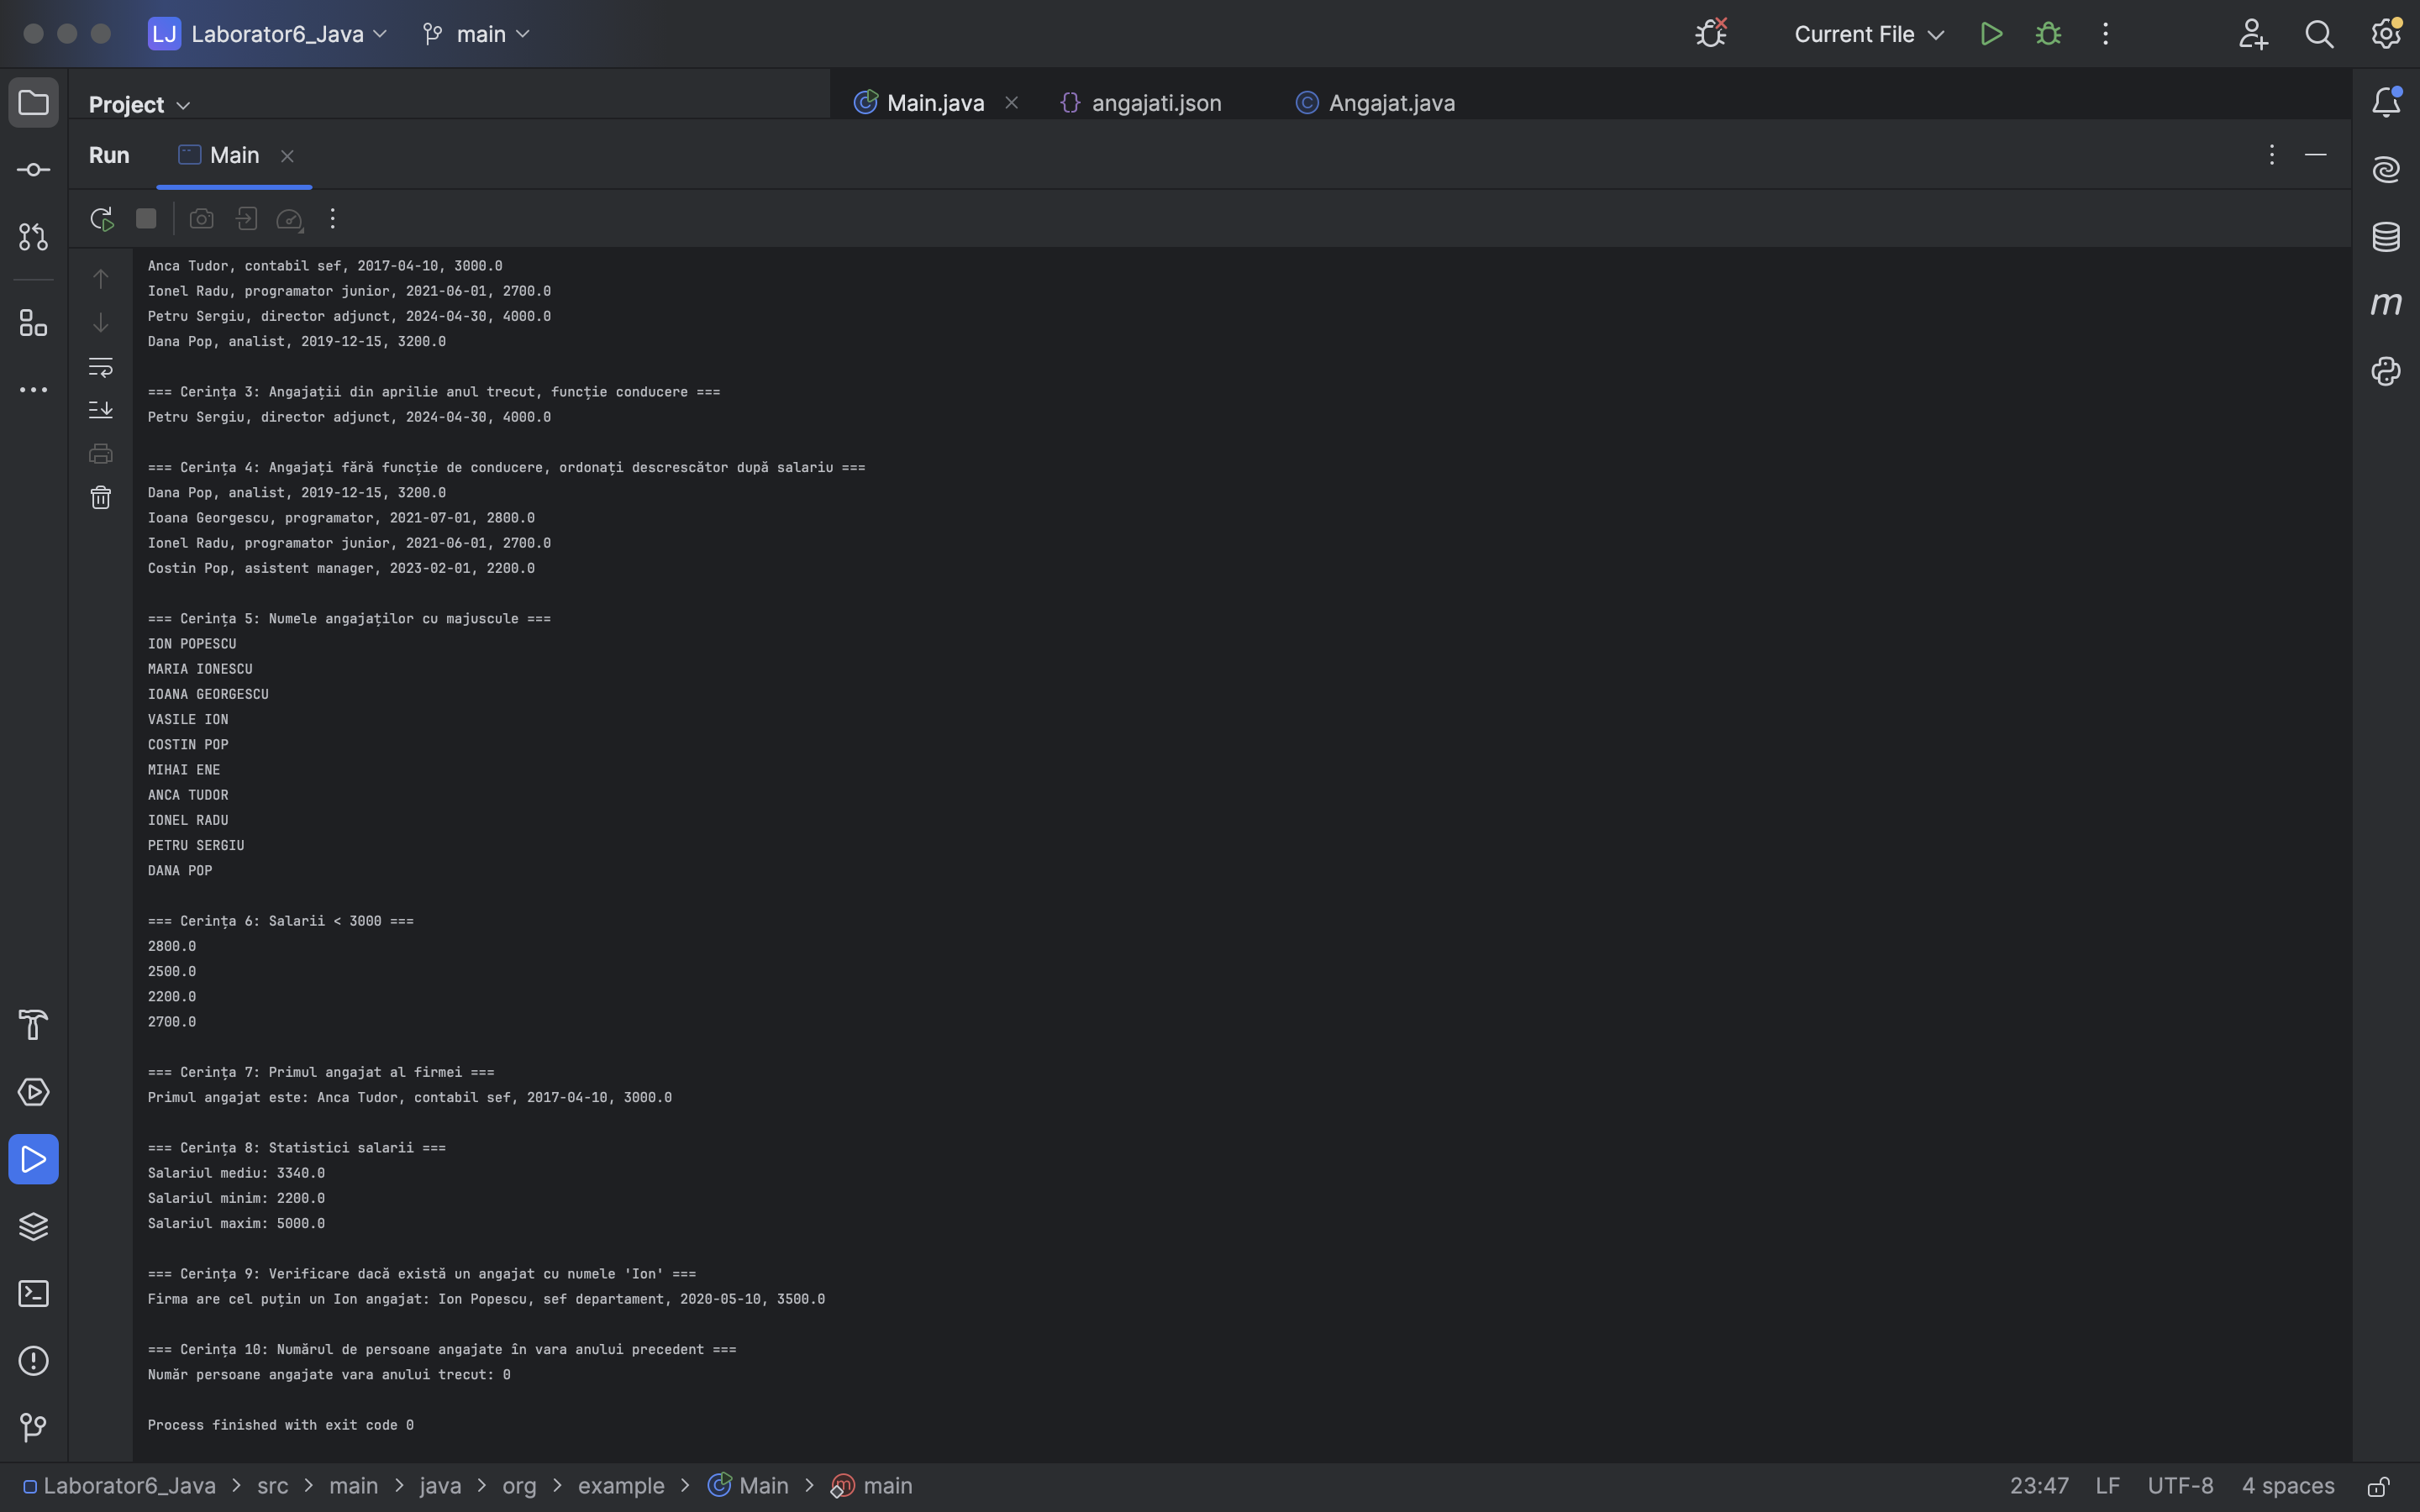 LJ Laborator6_Java main Current File
Project Main.java angajati.json Angajat.java
Run Main
Anca Tudor, contabil sef, 2017-04-10, 3000.0
Ionel Radu, programator junior, 2021-06-01, 2700.0
Petru Sergiu, director adjunct, 2024-04-30, 4000.0
Dana Pop, analist, 2019-12-15, 3200.0
=== Cerința 3: Angajații din aprilie anul trecut, funcție conducere ===
Petru Sergiu, director adjunct, 2024-04-30, 4000.0
=== Cerința 4: Angajați fără funcție de conducere, ordonați descrescător după salariu ===
Dana Pop, analist, 2019-12-15, 3200.0
Ioana Georgescu, programator, 2021-07-01, 2800.0
Ionel Radu, programator junior, 2021-06-01, 2700.0
Costin Pop, asistent manager, 2023-02-01, 2200.0
=== Cerința 5: Numele angajaților cu majuscule ===
ION POPESCU
MARIA IONESCU
IOANA GEORGESCU
VASILE ION
COSTIN POP
MIHAI ENE
ANCA TUDOR
IONEL RADU
PETRU SERGIU
DANA POP
=== Cerința 6: Salarii < 3000 ===
2800.0
2500.0
2200.0
2700.0
=== Cerința 7: Primul angajat al firmei ===
Primul angajat este: Anca Tudor, contabil sef, 2017-04-10, 3000.0
=== Cerința 8: Statistici salarii ===
Salariul mediu: 3340.0
Salariul minim: 2200.0
Salariul maxim: 5000.0
=== Cerința 9: Verificare dacă există un angajat cu numele 'Ion' ===
Firma are cel puțin un Ion angajat: Ion Popescu, sef departament, 2020-05-10, 3500.0
=== Cerința 10: Numărul de persoane angajate în vara anului precedent ===
Număr persoane angajate vara anului trecut: 0
Process finished with exit code 0
Laborator6_Java > src > main > java > org > example > Main > main 23:47 LF UTF-8 4 spaces